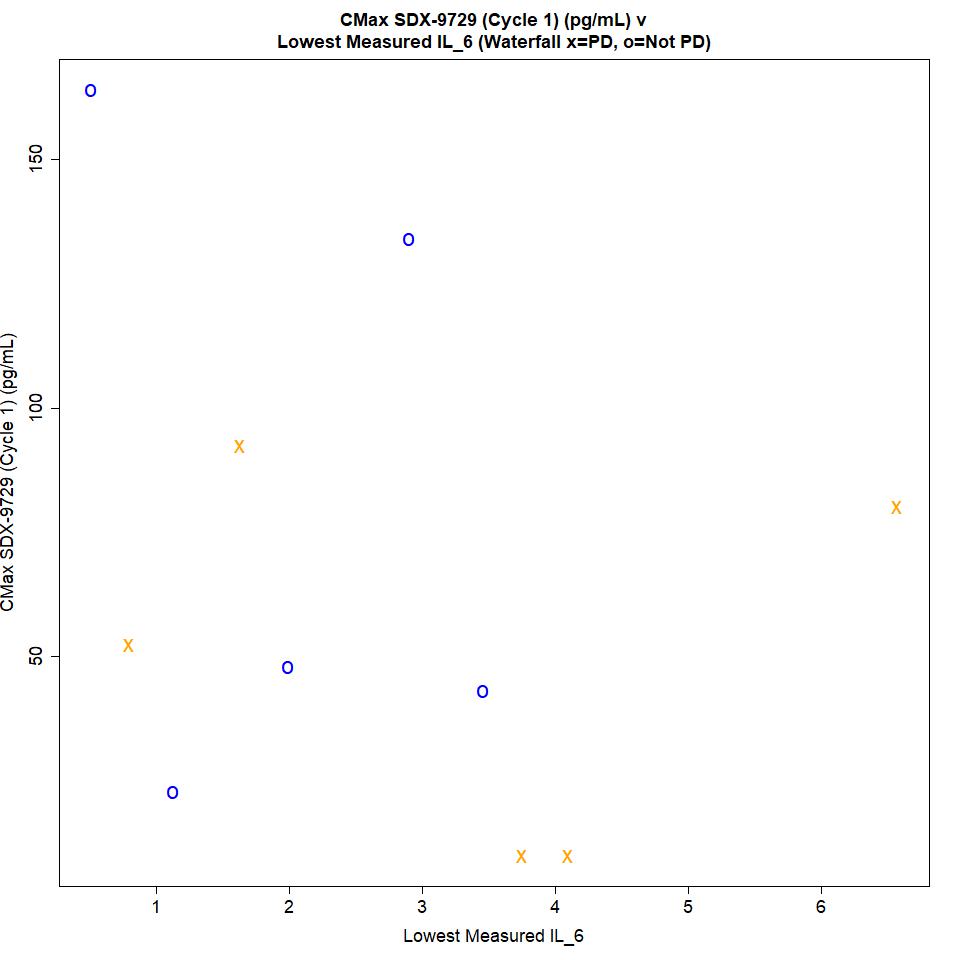 CMax SDX-9729 (Cycle 1) (pg/mL) v
Lowest Measured IL_6 (Waterfall x=PD, o=Not PD)
CMax SDX-9729 (Cycle 1) (pg/mL)
150
100
50
o
o
x
x
x
o
o
o
x
x
1 2 3 4 5 6
Lowest Measured IL_6